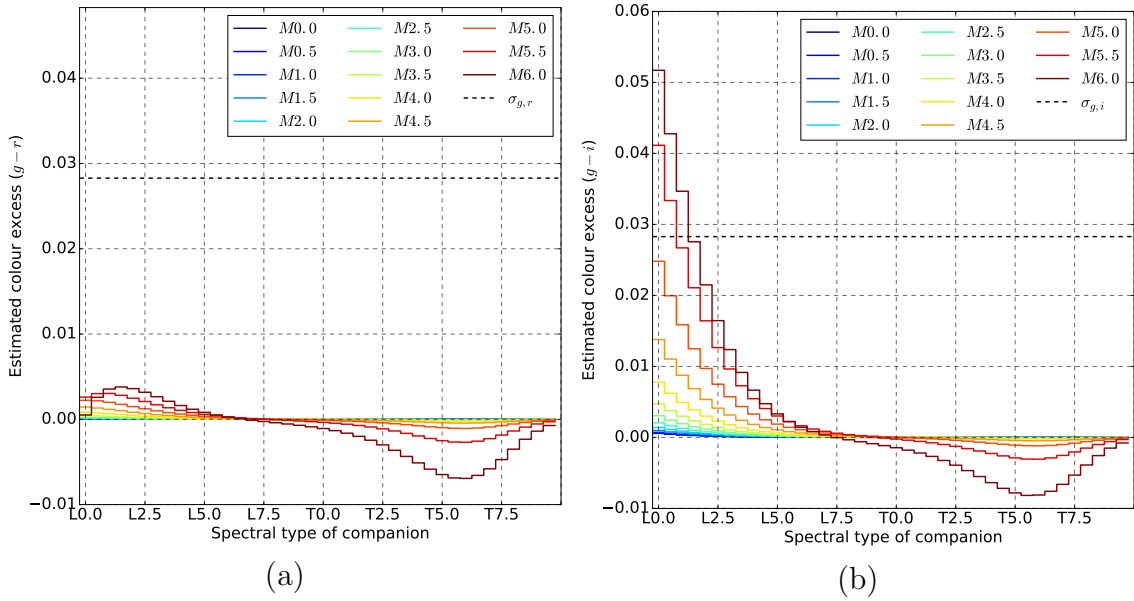 M0.0 M2.5 M5.0
M0.5 M3.0 M5.5
M1.0 M3.5 M6.0
M1.5 M4.0 σg,r
M2.0 M4.5
Estimated colour excess (g − r)
0.04
0.03
0.02
0.01
0.00
−0.01
L0.0 L2.5 L5.0 L7.5 T0.0 T2.5 T5.0 T7.5
Spectral type of companion
(a)
M0.0 M2.5 M5.0
M0.5 M3.0 M5.5
M1.0 M3.5 M6.0
M1.5 M4.0 σg,i
M2.0 M4.5
Estimated colour excess (g − i)
0.06
0.05
0.04
0.03
0.02
0.01
0.00
−0.01
L0.0 L2.5 L5.0 L7.5 T0.0 T2.5 T5.0 T7.5
Spectral type of companion
(b)